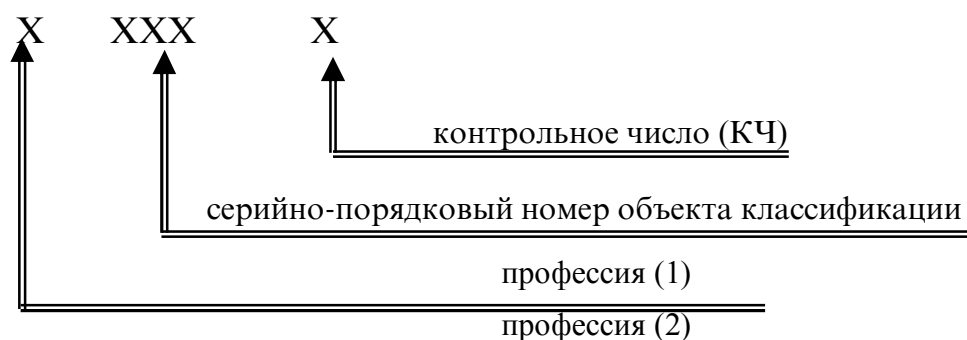 X XXX X
контрольное число (КЧ)
серийно-порядковый номер объекта классификации
профессия (1)
профессия (2)